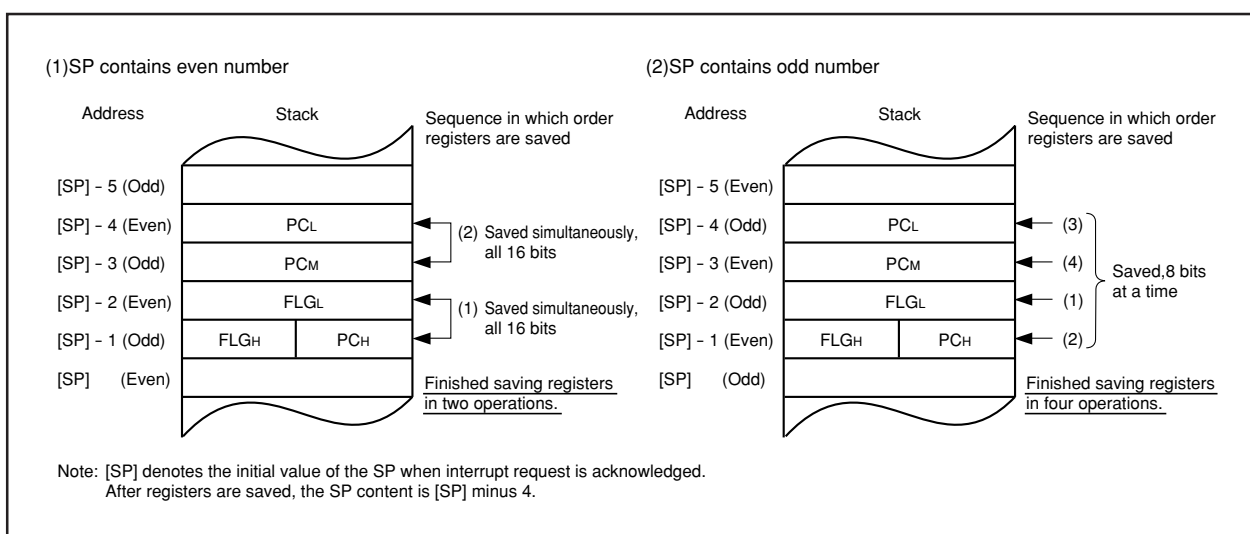 (1)SP contains even number
Address
Stack
Sequence in which order
registers are saved
[SP] – 5 (Odd)
[SP] – 4 (Even)
PCL
(2) Saved simultaneously,
all 16 bits
[SP] – 3 (Odd)
PCM
[SP] – 2 (Even)
FLGL
(1) Saved simultaneously,
all 16 bits
[SP] – 1 (Odd)
FLGH
PCH
[SP] (Even)
Finished saving registers
in two operations.
(2)SP contains odd number
Address
Stack
Sequence in which order
registers are saved
[SP] – 5 (Even)
[SP] – 4 (Odd)
PCL
(3)
[SP] – 3 (Even)
PCM
(4)
Saved,8 bits
at a time
[SP] – 2 (Odd)
FLGL
(1)
[SP] – 1 (Even)
FLGH
PCH
(2)
[SP] (Odd)
Finished saving registers
in four operations.
Note: [SP] denotes the initial value of the SP when interrupt request is acknowledged.
After registers are saved, the SP content is [SP] minus 4.